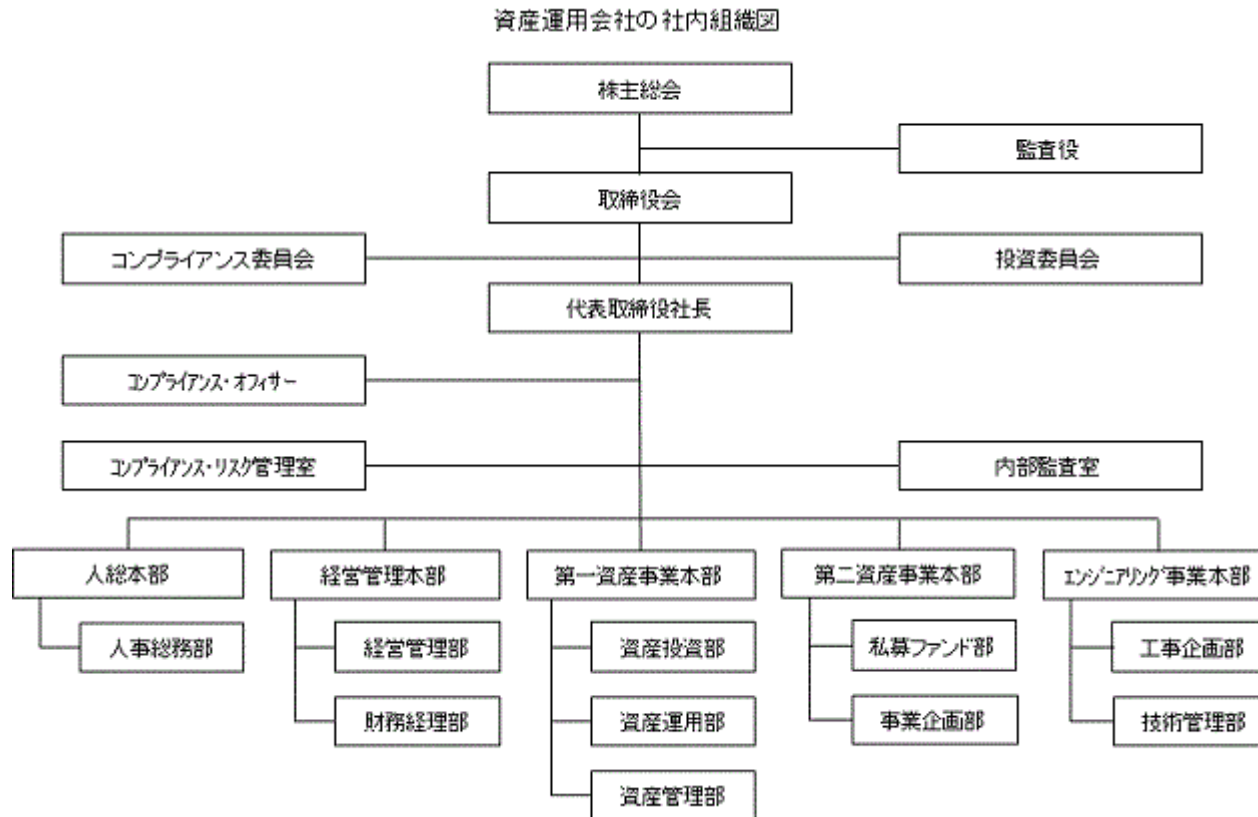 資産運用会社の社内組織図
株主総会
監査役
取締役会
コンプライアンス委員会
投資委員会
代表取締役社長
ｺﾝﾌﾟﾗｲｱﾝｽ・ｵﾌｨｻｰ
ｺﾝﾌﾟﾗｲｱﾝｽ・ﾘｽｸ管理室
内部監査室
人総本部
経営管理本部
第一資産事業本部
第二資産事業本部
ｴﾝｼﾞﾆｱﾘﾝｸﾞ事業本部
人事総務部
経営管理部
資産投資部
私募ファンド部
工事企画部
財務経理部
資産運用部
事業企画部
技術管理部
資産管理部